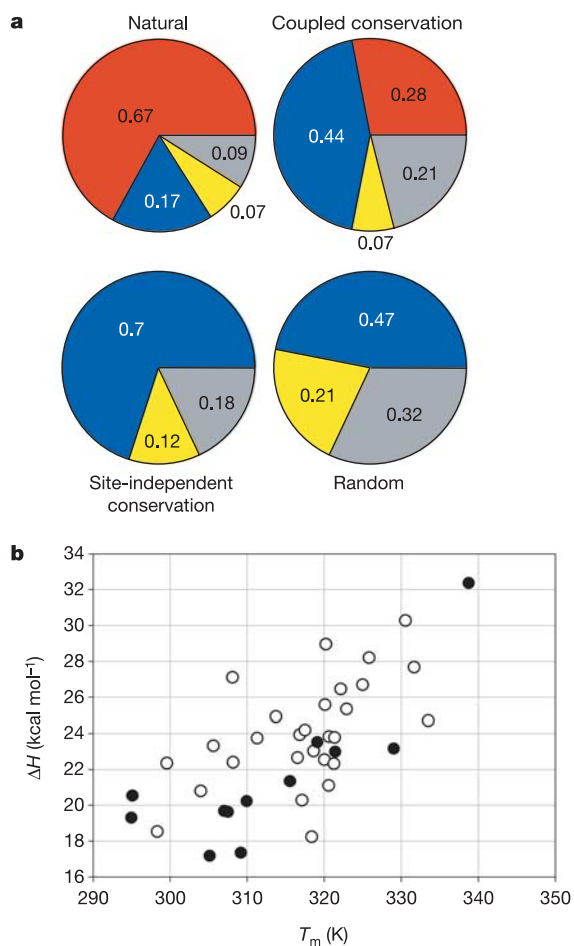 a
Natural
Coupled conservation
0.67
0.09
0.17
0.07
0.28
0.44
0.21
0.07
0.7
0.18
0.12
0.47
0.21
0.32
Site-independent
conservation
Random
b
34
32
30
28
26
24
22
20
18
16
ΔH (kcal mol⁻¹)
290 300 310 320 330 340 350
Tm (K)